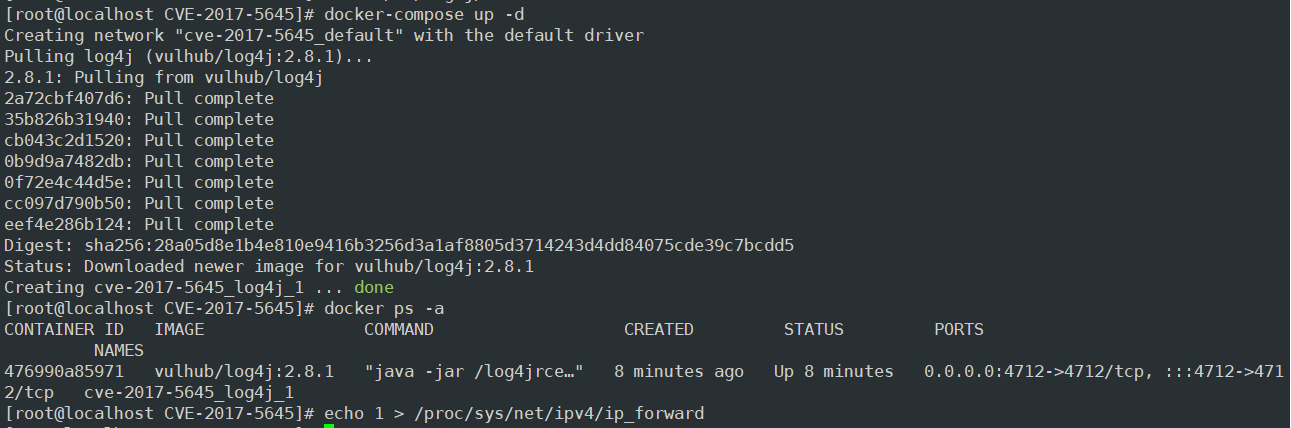 [root@localhost CVE-2017-5645]# docker-compose up -d
Creating network "cve-2017-5645_default" with the default driver
Pulling log4j (vulhub/log4j:2.8.1)...
2.8.1: Pulling from vulhub/log4j
2a72cbf407d6: Pull complete
35b826b31940: Pull complete
cb043c2d1520: Pull complete
0b9d9a7482db: Pull complete
0f72e4c44d5e: Pull complete
cc097d790b50: Pull complete
eef4e286b124: Pull complete
Digest: sha256:28a05d8e1b4e810e9416b3256d3a1af8805d3714243d4dd84075cde39c7bcdd5
Status: Downloaded newer image for vulhub/log4j:2.8.1
Creating cve-2017-5645_log4j_1 ... done
[root@localhost CVE-2017-5645]# docker ps -a
CONTAINER ID   IMAGE                COMMAND                   CREATED         STATUS         PORTS
         NAMES
476990a85971   vulhub/log4j:2.8.1   "java -jar /log4jrce…"   8 minutes ago   Up 8 minutes   0.0.0.0:4712->4712/tcp, :::4712->471
2/tcp   cve-2017-5645_log4j_1
[root@localhost CVE-2017-5645]# echo 1 > /proc/sys/net/ipv4/ip_forward